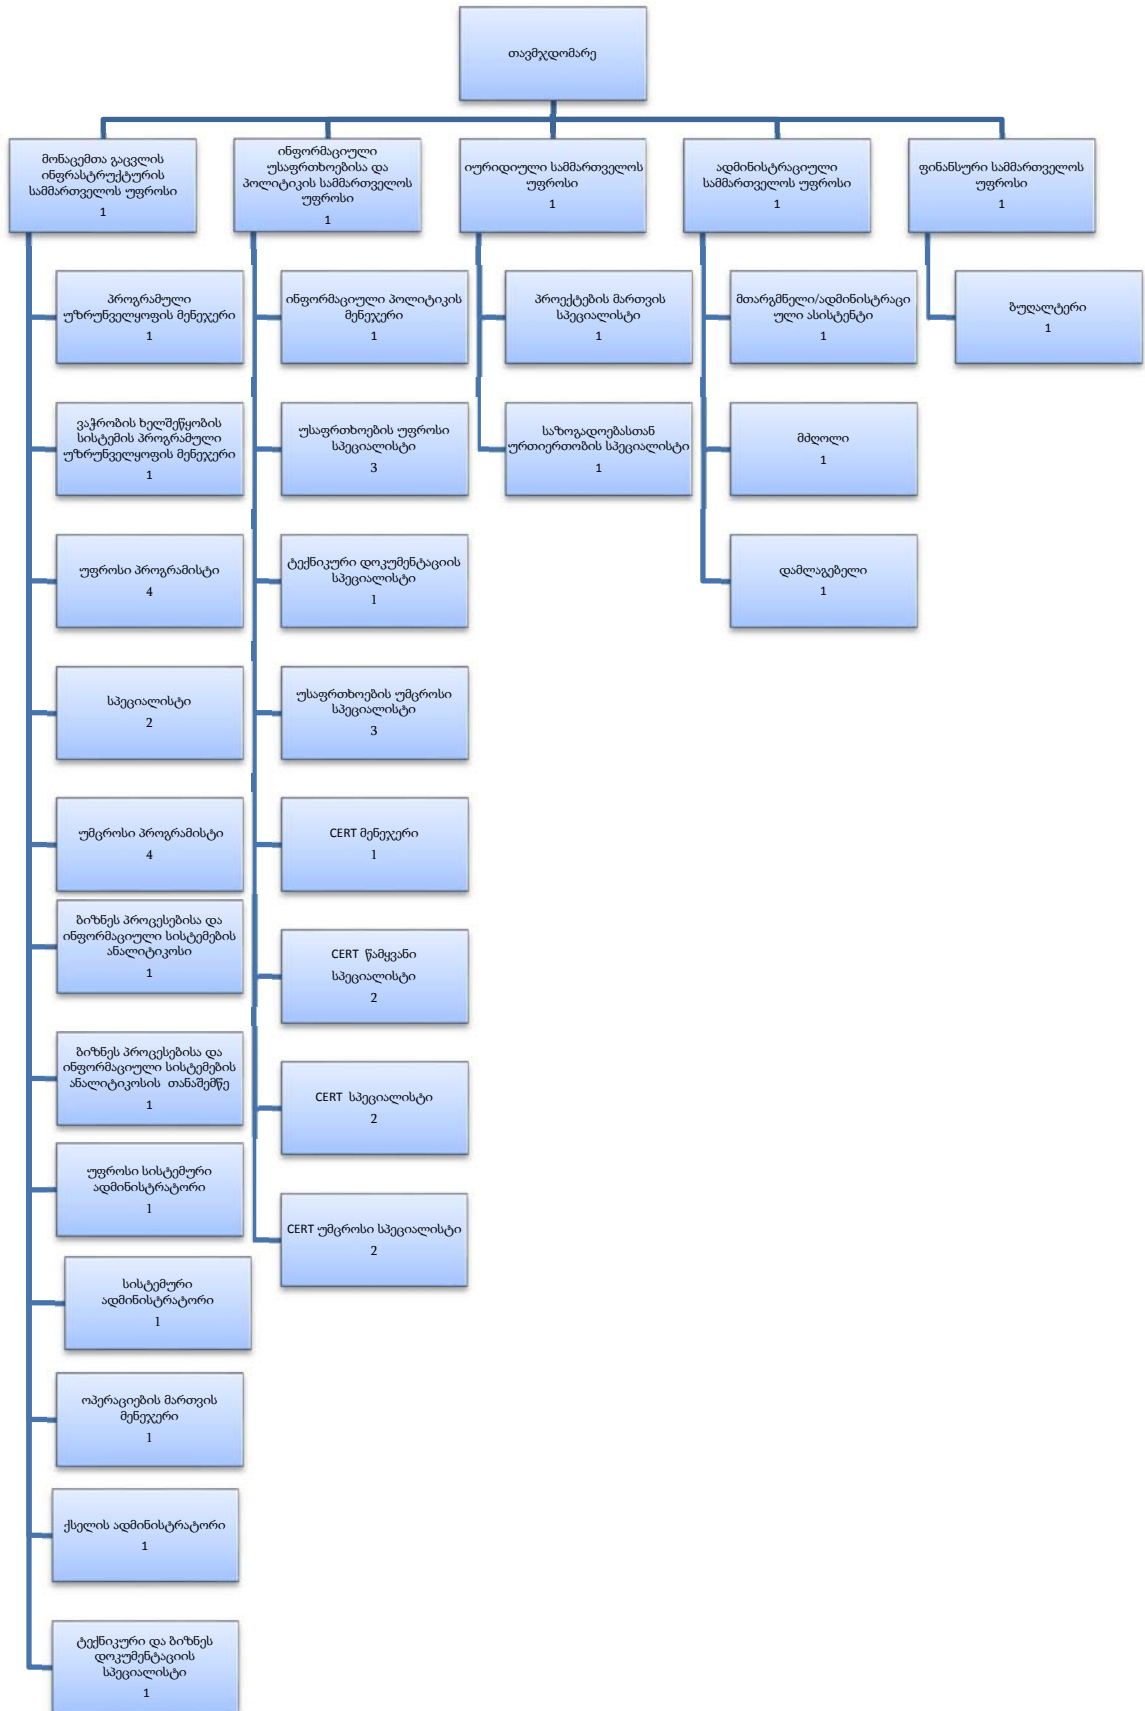 თავმჯდომარე
მონაცემთა გაცვლის
ინფრასტრუქტურის
სამმართველოს უფროსი
1
პროგრამული
უზრუნველყოფის მენეჯერი
1
ვაჭრობის ხელშეწყობის
სისტემის პროგრამული
უზრუნველყოფის მენეჯერი
1
უფროსი პროგრამისტი
4
სპეციალისტი
2
უმცროსი პროგრამისტი
4
ბიზნეს პროცესებისა და
ინფორმაციული სისტემების
ანალიტიკოსი
1
ბიზნეს პროცესებისა და
ინფორმაციული სისტემების
ანალიტიკოსის თანაშემწე
1
უფროსი სისტემური
ადმინისტრატორი
1
სისტემური
ადმინისტრატორი
1
ოპერაციების მართვის
მენეჯერი
1
ქსელის ადმინისტრატორი
1
ტექნიკური და ბიზნეს
დოკუმენტაციის
სპეციალისტი
1
ინფორმაციული
უსაფრთხოებისა და
პოლიტიკის სამმართველოს
უფროსი
1
ინფორმაციული პოლიტიკის
მენეჯერი
1
უსაფრთხოების უფროსი
სპეციალისტი
3
ტექნიკური დოკუმენტაციის
სპეციალისტი
1
უსაფრთხოების უმცროსი
სპეციალისტი
3
CERT მენეჯერი
1
CERT წამყვანი
სპეციალისტი
2
CERT სპეციალისტი
2
CERT უმცროსი სპეციალისტი
2
იურიდიული სამმართველოს
უფროსი
1
პროექტების მართვის
სპეციალისტი
1
საზოგადოებასთან
ურთიერთობის სპეციალისტი
1
ადმინისტრაციული
სამმართველოს უფროსი
1
მთარგმნელი/ადმინისტრაცი
ული ასისტენტი
1
მძღოლი
1
დამლაგებელი
1
ფინანსური სამმართველოს
უფროსი
1
ბუღალტერი
1